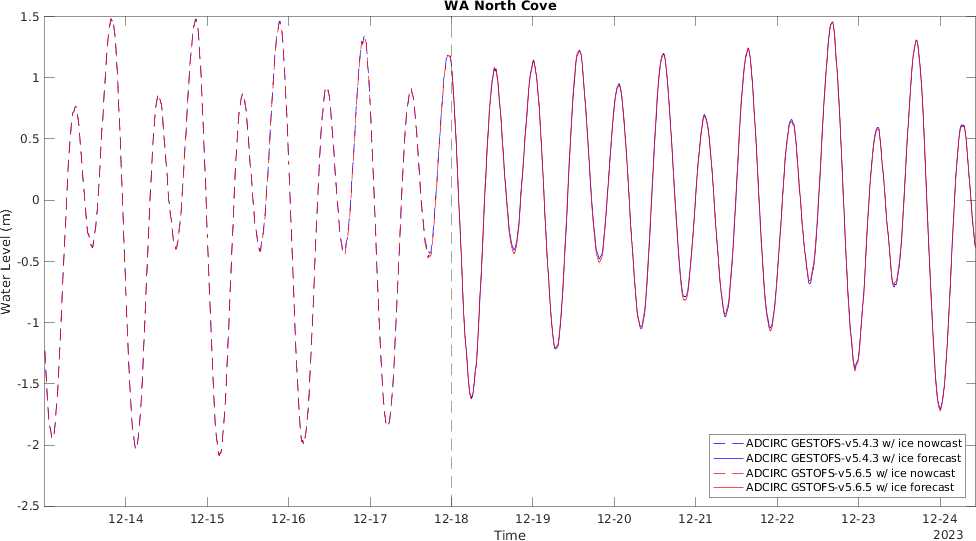 WA North Cove
1.5
1
0.5
0
-0.5
-1
-1.5
-2
-2.5
Water Level (m)
12-14 12-15 12-16 12-17 12-18 12-19 12-20 12-21 12-22 12-23 12-24
Time
2023
ADCIRC GESTOFS-v5.4.3 w/ ice nowcast
ADCIRC GESTOFS-v5.4.3 w/ ice forecast
ADCIRC GSTOFS-v5.6.5 w/ ice nowcast
ADCIRC GSTOFS-v5.6.5 w/ ice forecast